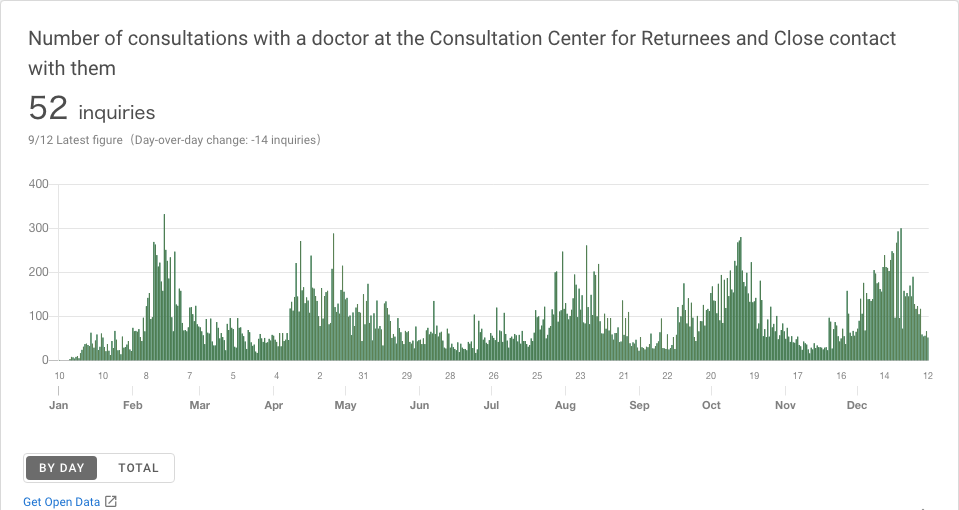 Number of consultations with a doctor at the Consultation Center for Returnees and Close contact
with them
52 inquiries
9/12 Latest figure（Day-over-day change: -14 inquiries）
400
300
200
100
0
10 10 8 7 5 4 2 31 29 28 26 25 23 21 22 20 19 17 16 14 12
Jan Feb Mar Apr May Jun Jul Aug Sep Oct Nov Dec
BY DAY TOTAL
Get Open Data